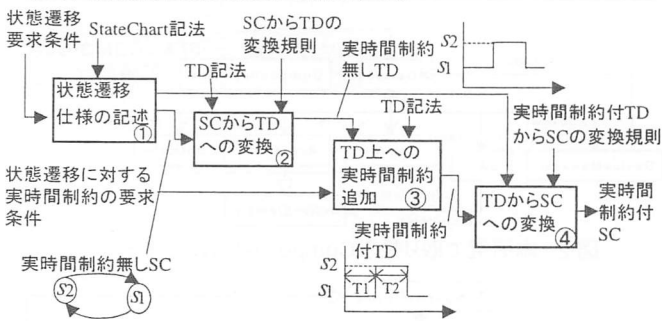 状態遷移
要求条件
StateChart記法
SCからTDの
変換規則
実時間制約
無しTD
S2
S1
TD記法
TD記法
状態遷移
仕様の記述①
SCからTD
への変換②
実時間制約付TD
からSCの変換規則
TD上への
実時間制約
追加③
状態遷移に対する
実時間制約の要求
条件
TDからSC
への変換④
実時間
制約付
SC
実時間制約
付TD
実時間制約無しSC
S2
S1
S2
S1
T1
T2